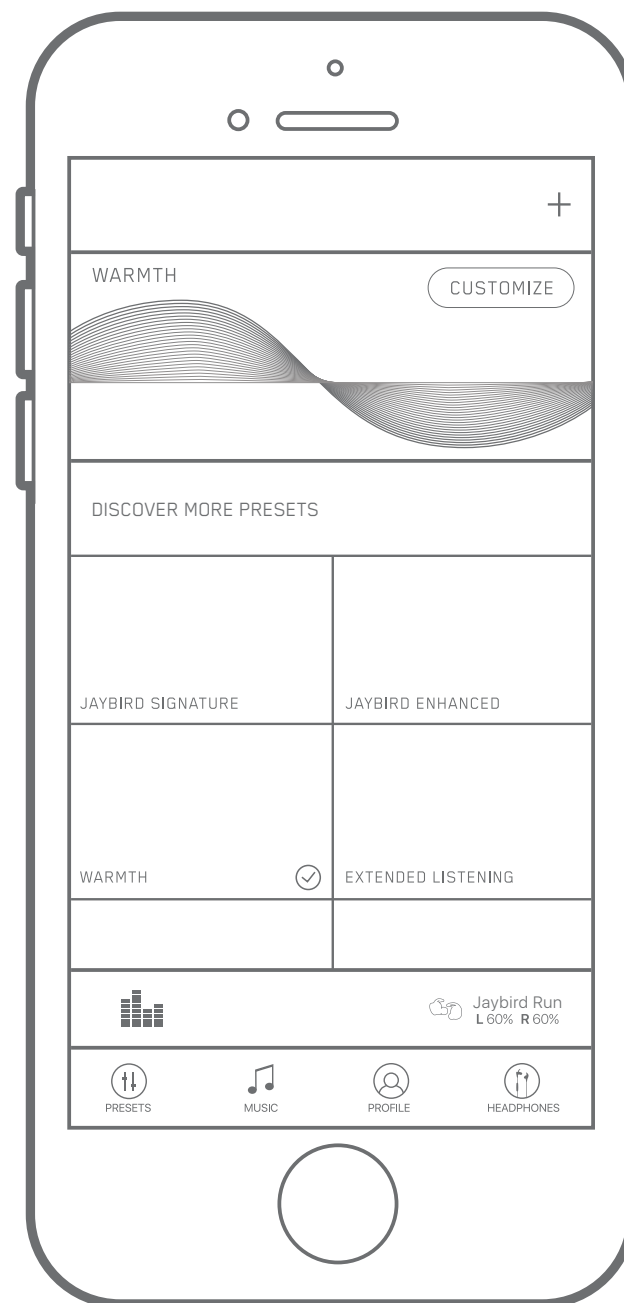 +
WARMTH
CUSTOMIZE
DISCOVER MORE PRESETS
JAYBIRD SIGNATURE
JAYBIRD ENHANCED
WARMTH
EXTENDED LISTENING
Jaybird Run
L 60% R 60%
PRESETS
MUSIC
PROFILE
HEADPHONES